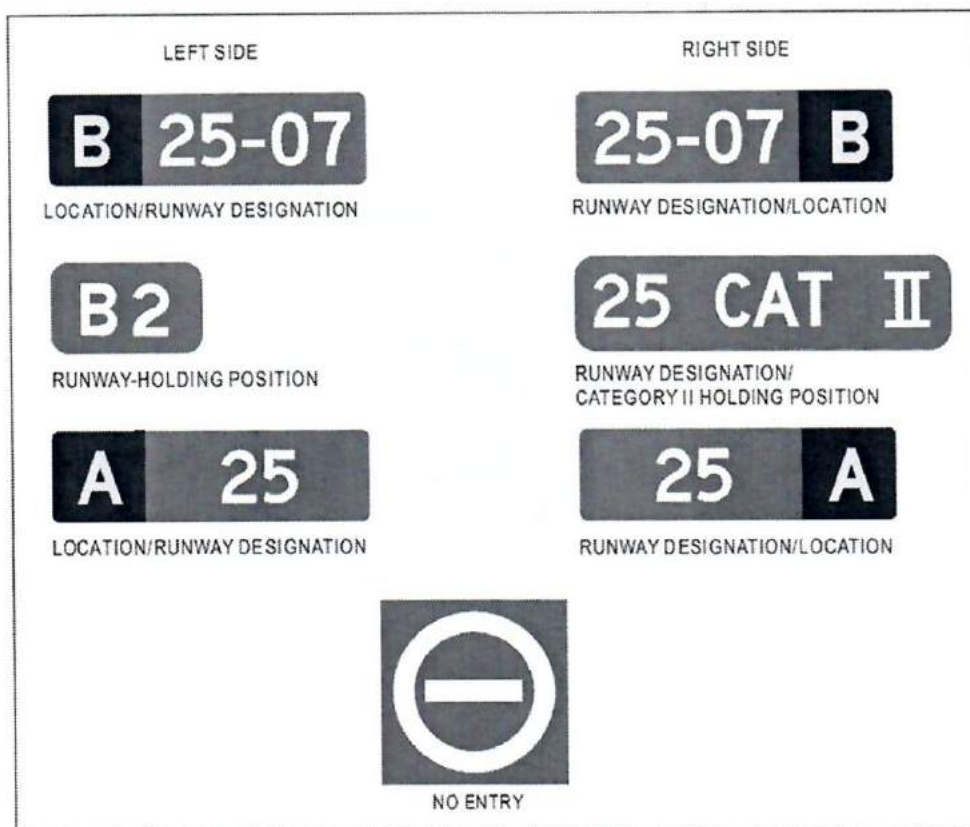 LEFT SIDE
RIGHT SIDE
B 25-07
25-07 B
LOCATION/RUNWAY DESIGNATION
RUNWAY DESIGNATION/LOCATION
B2
25 CAT II
RUNWAY-HOLDING POSITION
RUNWAY DESIGNATION/
CATEGORY II HOLDING POSITION
A 25
25 A
LOCATION/RUNWAY DESIGNATION
RUNWAY DESIGNATION/LOCATION
NO ENTRY